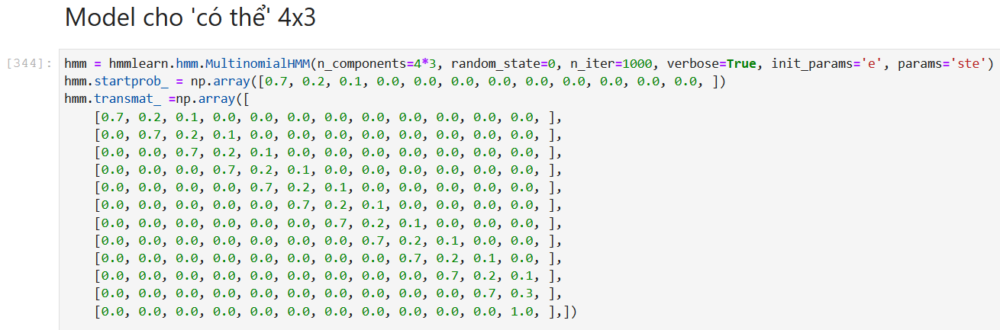 Model cho 'có thể' 4x3
[344]: hmm = hmmlearn.hmm.MultinomialHMM(n_components=4*3, random_state=0, n_iter=1000, verbose=True, init_params='e', params='ste')
hmm.startprob_ = np.array([0.7, 0.2, 0.1, 0.0, 0.0, 0.0, 0.0, 0.0, 0.0, 0.0, 0.0, 0.0, ])
hmm.transmat_ =np.array([
    [0.7, 0.2, 0.1, 0.0, 0.0, 0.0, 0.0, 0.0, 0.0, 0.0, 0.0, 0.0, ],
    [0.0, 0.7, 0.2, 0.1, 0.0, 0.0, 0.0, 0.0, 0.0, 0.0, 0.0, 0.0, ],
    [0.0, 0.0, 0.7, 0.2, 0.1, 0.0, 0.0, 0.0, 0.0, 0.0, 0.0, 0.0, ],
    [0.0, 0.0, 0.0, 0.7, 0.2, 0.1, 0.0, 0.0, 0.0, 0.0, 0.0, 0.0, ],
    [0.0, 0.0, 0.0, 0.0, 0.7, 0.2, 0.1, 0.0, 0.0, 0.0, 0.0, 0.0, ],
    [0.0, 0.0, 0.0, 0.0, 0.0, 0.7, 0.2, 0.1, 0.0, 0.0, 0.0, 0.0, ],
    [0.0, 0.0, 0.0, 0.0, 0.0, 0.0, 0.7, 0.2, 0.1, 0.0, 0.0, 0.0, ],
    [0.0, 0.0, 0.0, 0.0, 0.0, 0.0, 0.0, 0.7, 0.2, 0.1, 0.0, 0.0, ],
    [0.0, 0.0, 0.0, 0.0, 0.0, 0.0, 0.0, 0.0, 0.7, 0.2, 0.1, 0.0, ],
    [0.0, 0.0, 0.0, 0.0, 0.0, 0.0, 0.0, 0.0, 0.0, 0.7, 0.2, 0.1, ],
    [0.0, 0.0, 0.0, 0.0, 0.0, 0.0, 0.0, 0.0, 0.0, 0.0, 0.7, 0.3, ],
    [0.0, 0.0, 0.0, 0.0, 0.0, 0.0, 0.0, 0.0, 0.0, 0.0, 0.0, 1.0, ],])